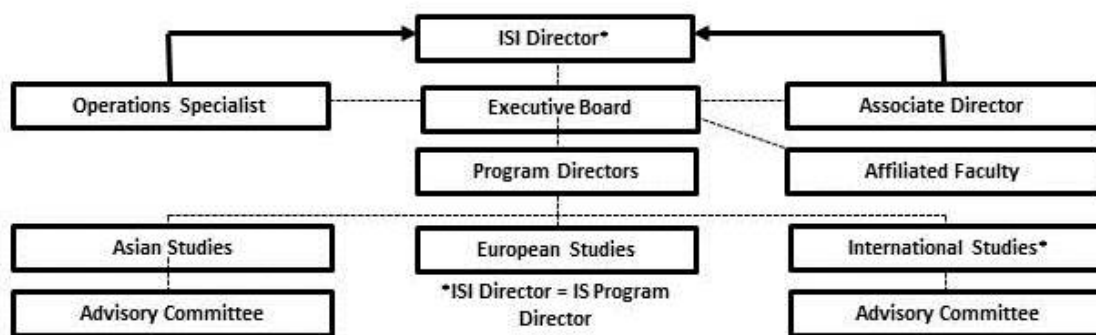 ISI Director*
Operations Specialist
Executive Board
Associate Director
Program Directors
Affiliated Faculty
Asian Studies
European Studies
International Studies*
*ISI Director = IS Program
Director
Advisory Committee
Advisory Committee